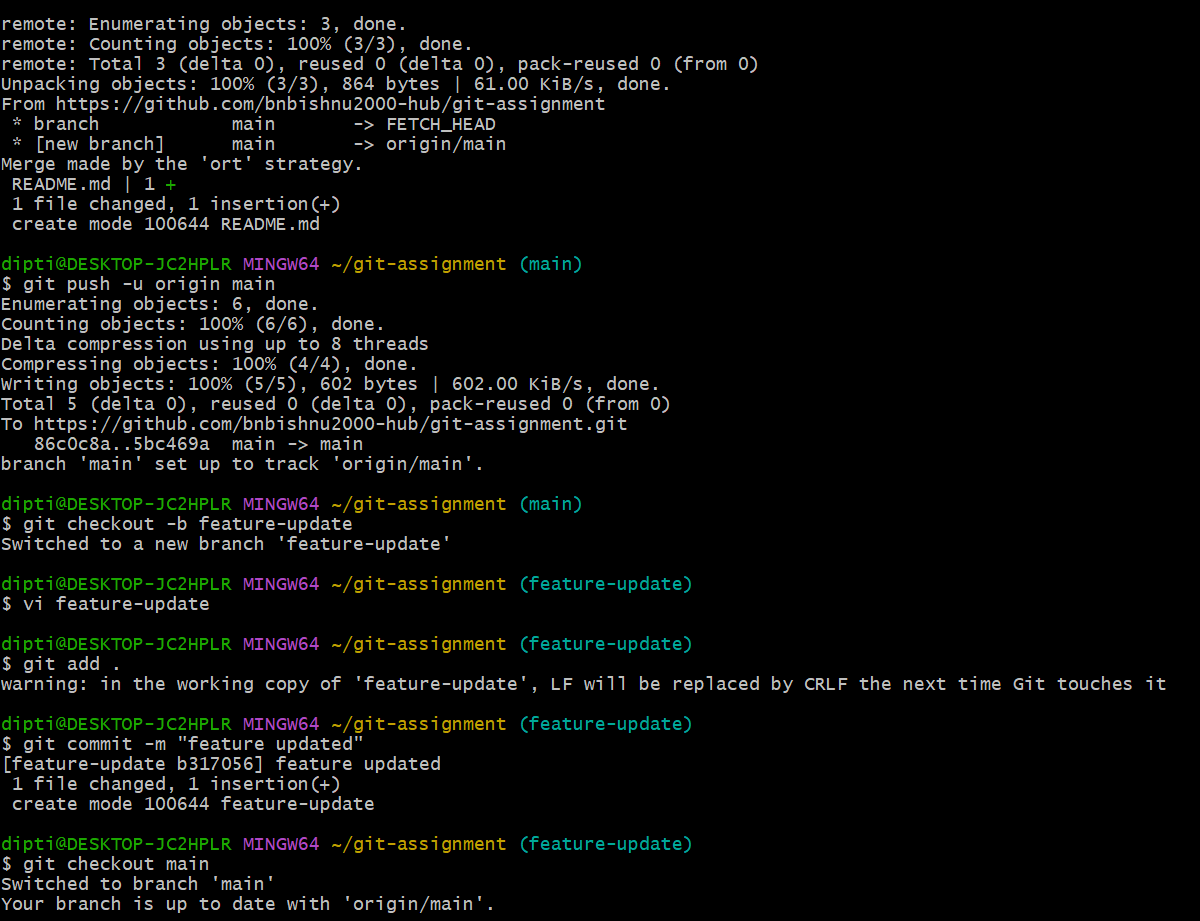 remote: Enumerating objects: 3, done.
remote: Counting objects: 100% (3/3), done.
remote: Total 3 (delta 0), reused 0 (delta 0), pack-reused 0 (from 0)
Unpacking objects: 100% (3/3), 864 bytes | 61.00 KiB/s, done.
From https://github.com/bnbishnu2000-hub/git-assignment
 * branch            main       -> FETCH_HEAD
 * [new branch]      main       -> origin/main
Merge made by the 'ort' strategy.
 README.md | 1 +
 1 file changed, 1 insertion(+)
 create mode 100644 README.md

dipti@DESKTOP-JC2HPLR MINGW64 ~/git-assignment (main)
$ git push -u origin main
Enumerating objects: 6, done.
Counting objects: 100% (6/6), done.
Delta compression using up to 8 threads
Compressing objects: 100% (4/4), done.
Writing objects: 100% (5/5), 602 bytes | 602.00 KiB/s, done.
Total 5 (delta 0), reused 0 (delta 0), pack-reused 0 (from 0)
To https://github.com/bnbishnu2000-hub/git-assignment.git
   86c0c8a..5bc469a  main -> main
branch 'main' set up to track 'origin/main'.

dipti@DESKTOP-JC2HPLR MINGW64 ~/git-assignment (main)
$ git checkout -b feature-update
Switched to a new branch 'feature-update'

dipti@DESKTOP-JC2HPLR MINGW64 ~/git-assignment (feature-update)
$ vi feature-update

dipti@DESKTOP-JC2HPLR MINGW64 ~/git-assignment (feature-update)
$ git add .
warning: in the working copy of 'feature-update', LF will be replaced by CRLF the next time Git touches it

dipti@DESKTOP-JC2HPLR MINGW64 ~/git-assignment (feature-update)
$ git commit -m "feature updated"
[feature-update b317056] feature updated
 1 file changed, 1 insertion(+)
 create mode 100644 feature-update

dipti@DESKTOP-JC2HPLR MINGW64 ~/git-assignment (feature-update)
$ git checkout main
Switched to branch 'main'
Your branch is up to date with 'origin/main'.